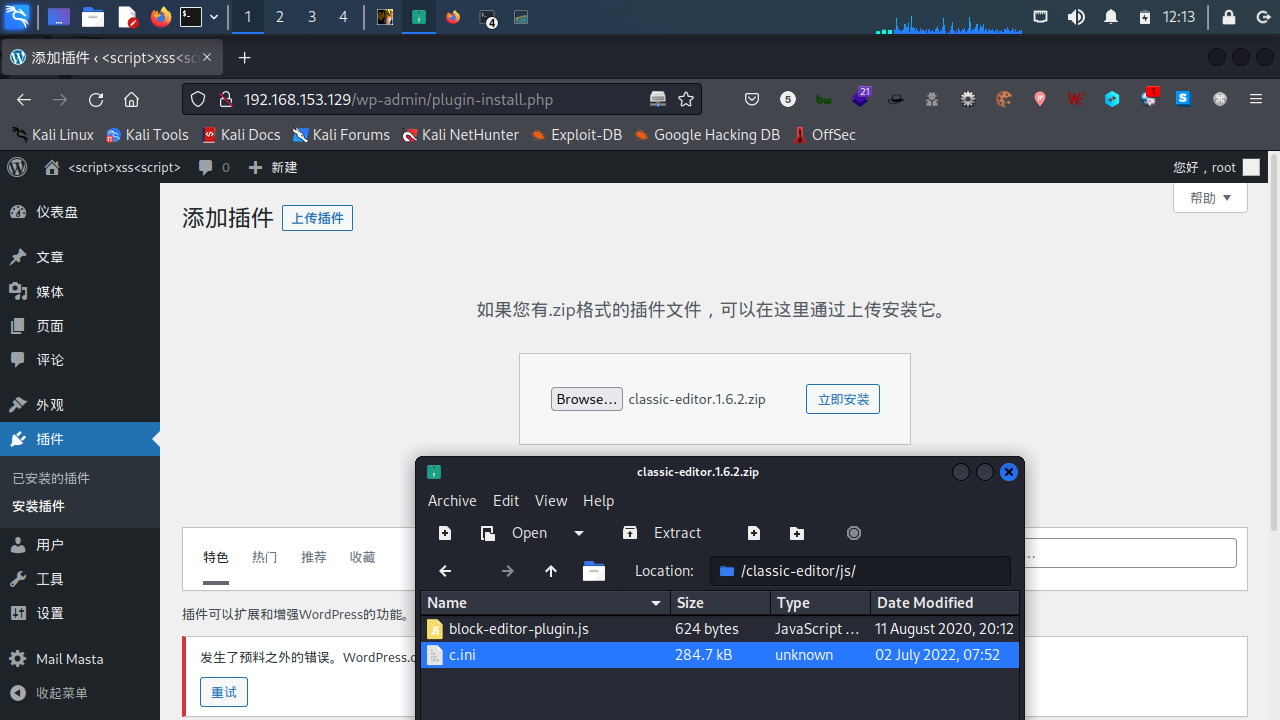 1 2 3 4 4 12:13
添加插件 ‹ <script>xss<sc
192.168.153.129/wp-admin/plugin-install.php 5 21 1
Kali Linux Kali Tools Kali Docs Kali Forums Kali NetHunter Exploit-DB Google Hacking DB OffSec
<script>xss<script> 0 新建 您好，root
仪表盘
文章
媒体
页面
评论
外观
插件
已安装的插件
安装插件
用户
工具
设置
Mail Masta
收起菜单
添加插件 上传插件 帮助
如果您有.zip格式的插件文件，可以在这里通过上传安装它。
Browse... classic-editor.1.6.2.zip 立即安装
特色 热门 推荐 收藏
插件可以扩展和增强WordPress的功能。
发生了预料之外的错误。WordPress.
重试
classic-editor.1.6.2.zip
Archive Edit View Help
Open Extract
Location: /classic-editor/js/
Name Size Type Date Modified
block-editor-plugin.js 624 bytes JavaScript ... 11 August 2020, 20:12
c.ini 284.7 kB unknown 02 July 2022, 07:52